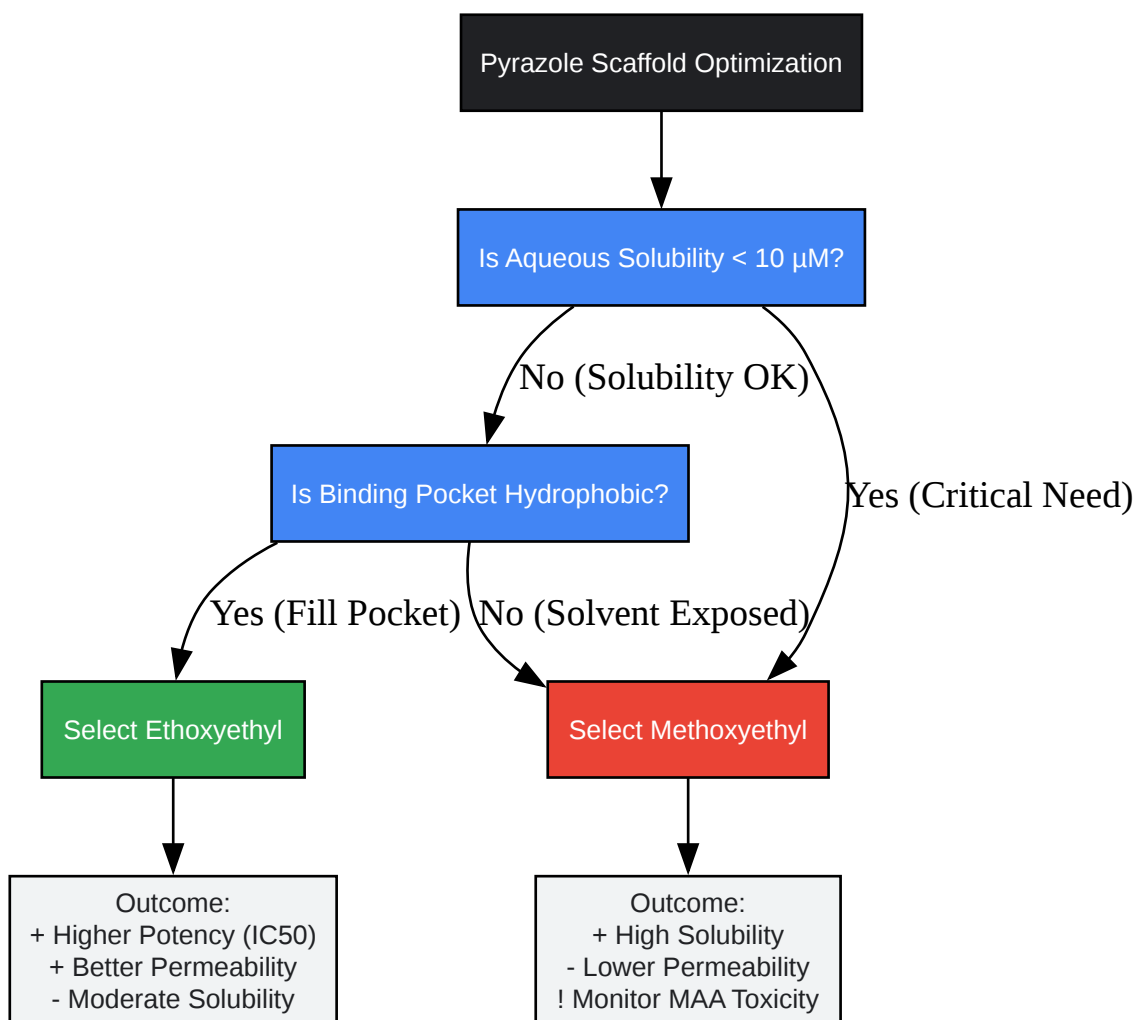 Pyrazole Scaffold Optimization
Is Aqueous Solubility < 10 µM?
No (Solubility OK)
Is Binding Pocket Hydrophobic?
Yes (Critical Need)
Yes (Fill Pocket)
No (Solvent Exposed)
Select Ethoxyethyl
Select Methoxyethyl
Outcome:
+ Higher Potency (IC50)
+ Better Permeability
- Moderate Solubility
Outcome:
+ High Solubility
- Lower Permeability
! Monitor MAA Toxicity